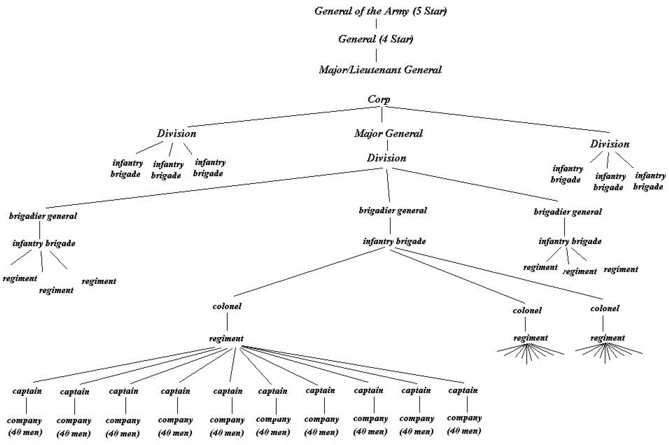 General of the Army (5 Star)
General (4 Star)
Major/Lieutenant General
Corp
Division
Major General
Division
infantry brigade
infantry brigade
infantry brigade
Division
infantry brigade
infantry brigade
infantry brigade
brigadier general
brigadier general
brigadier general
infantry brigade
infantry brigade
infantry brigade
regiment
regiment
regiment
regiment
regiment
regiment
colonel
colonel
colonel
regiment
regiment
regiment
captain captain captain captain captain captain captain captain captain captain
company company company company company company company company company company
(40 men) (40 men) (40 men) (40 men) (40 men) (40 men) (40 men) (40 men) (40 men) (40 men)